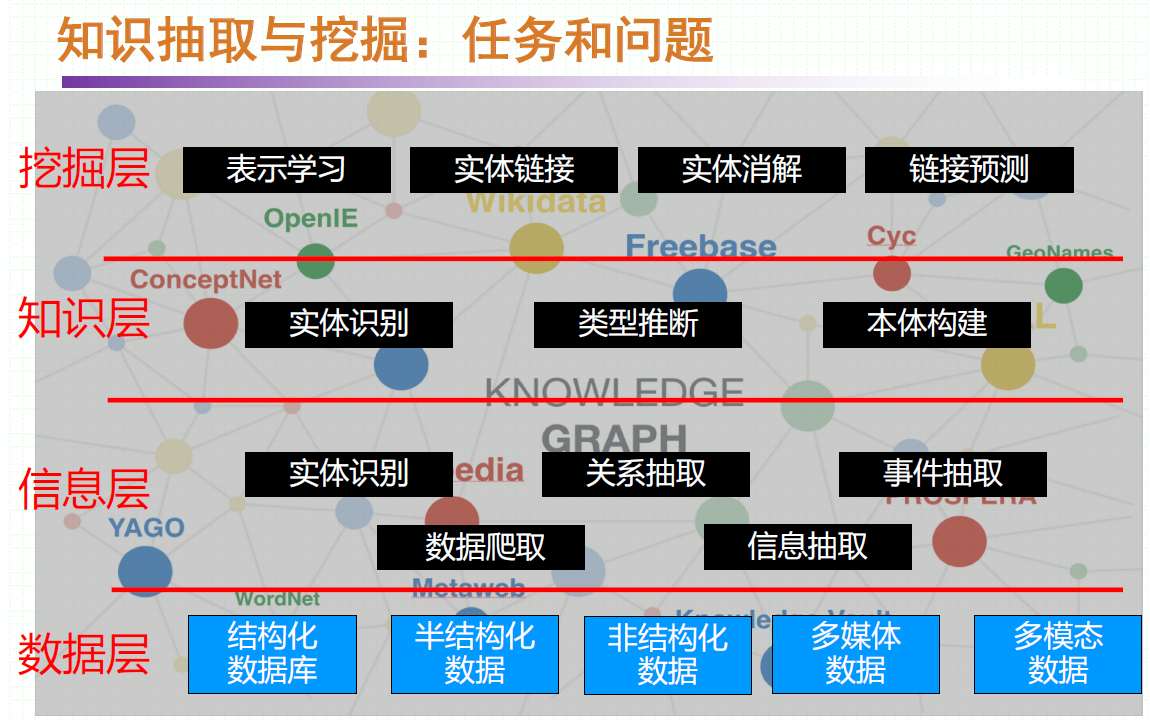 知识抽取与挖掘：任务和问题
挖掘层
表示学习
实体链接
实体消解
链接预测
Wikidata
OpenIE
Freebase
Cyc
GeoNames
ConceptNet
知识层
实体识别
类型推断
本体构建
L
KNOWLEDGE
GRAPH
信息层
实体识别
关系抽取
事件抽取
edia
PROSPERA
YAGO
数据爬取
信息抽取
Metaweb
WordNet
Knowledge Vault
数据层
结构化
数据库
半结构化
数据
非结构化
数据
多媒体
数据
多模态
数据